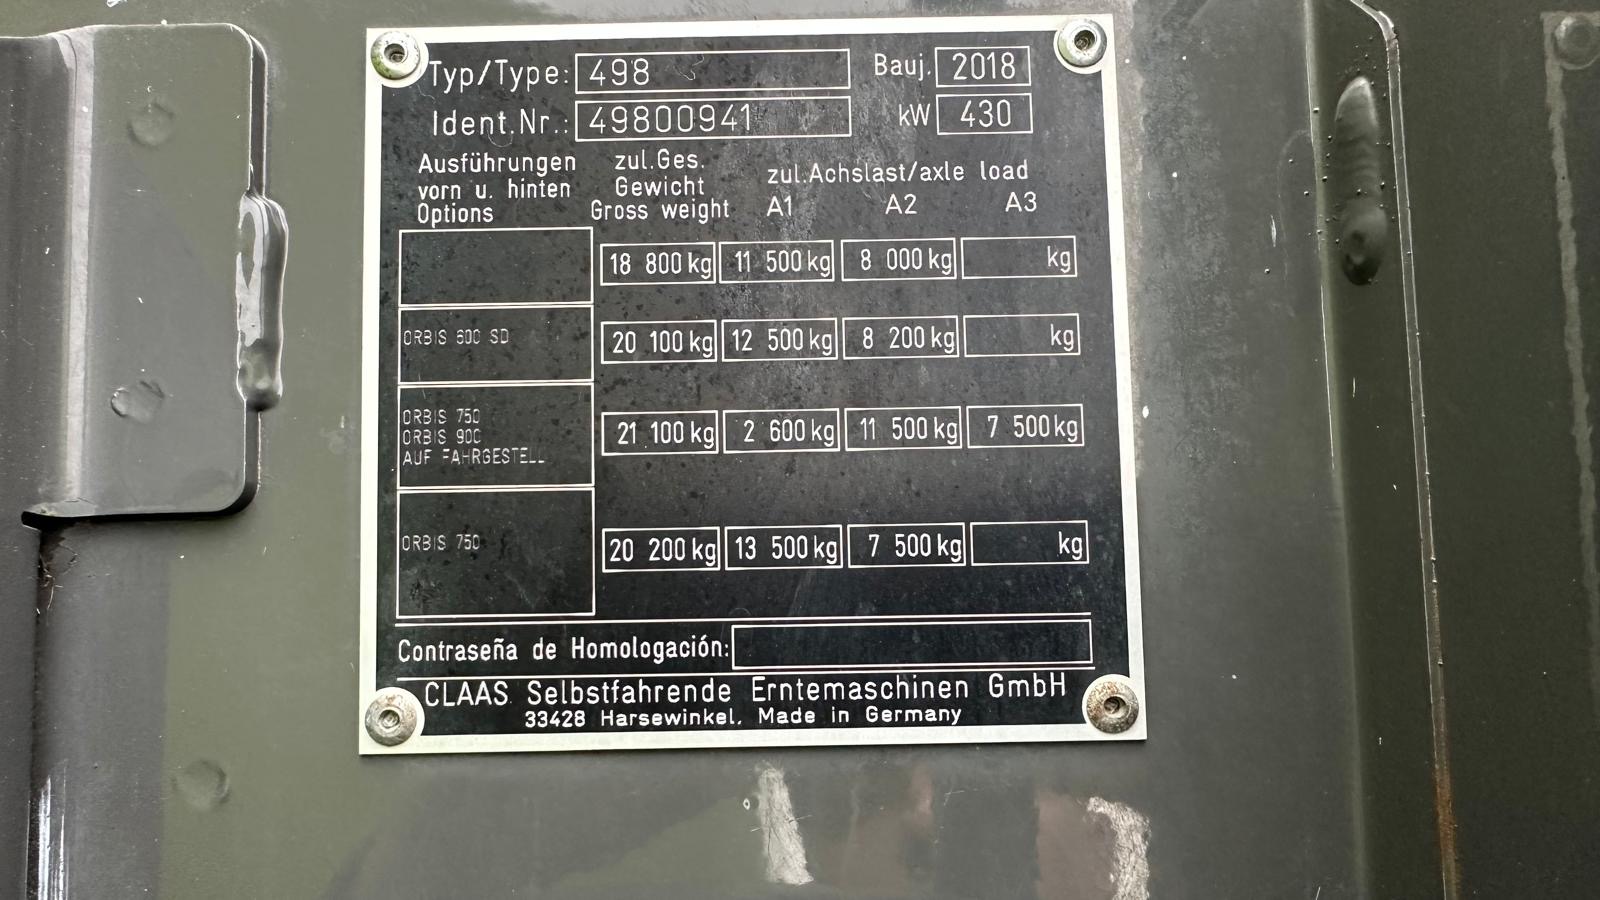 Typ/Type: 498 Bauj. 2018
Ident.Nr.: 49800941 kW 430
Ausführungen vorn u. hinten Options
zul.Ges. Gewicht Gross weight
zul.Achslast/axle load
A1 A2 A3
18 800 kg 11 500 kg 8 000 kg kg
ORBIS 600 SD 20 100 kg 12 500 kg 8 200 kg kg
ORBIS 750
ORBIS 900
AUF FAHRGESTELL
21 100 kg 2 600 kg 11 500 kg 7 500 kg
ORBIS 750 20 200 kg 13 500 kg 7 500 kg kg
Contraseña de Homologación:
CLAAS Selbstfahrende Erntemaschinen GmbH
33428 Harsewinkel. Made in Germany